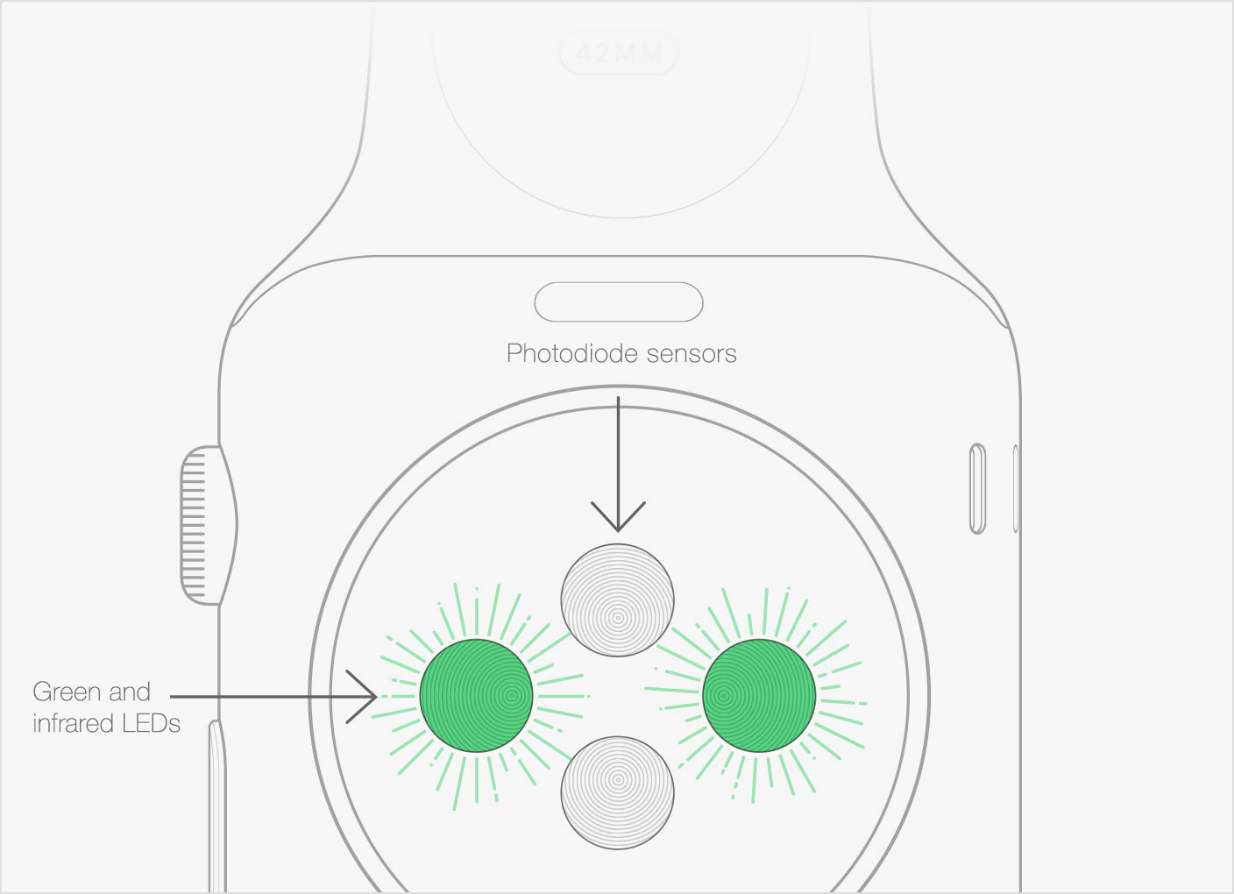 42MM
Photodiode sensors
Green and
infrared LEDs